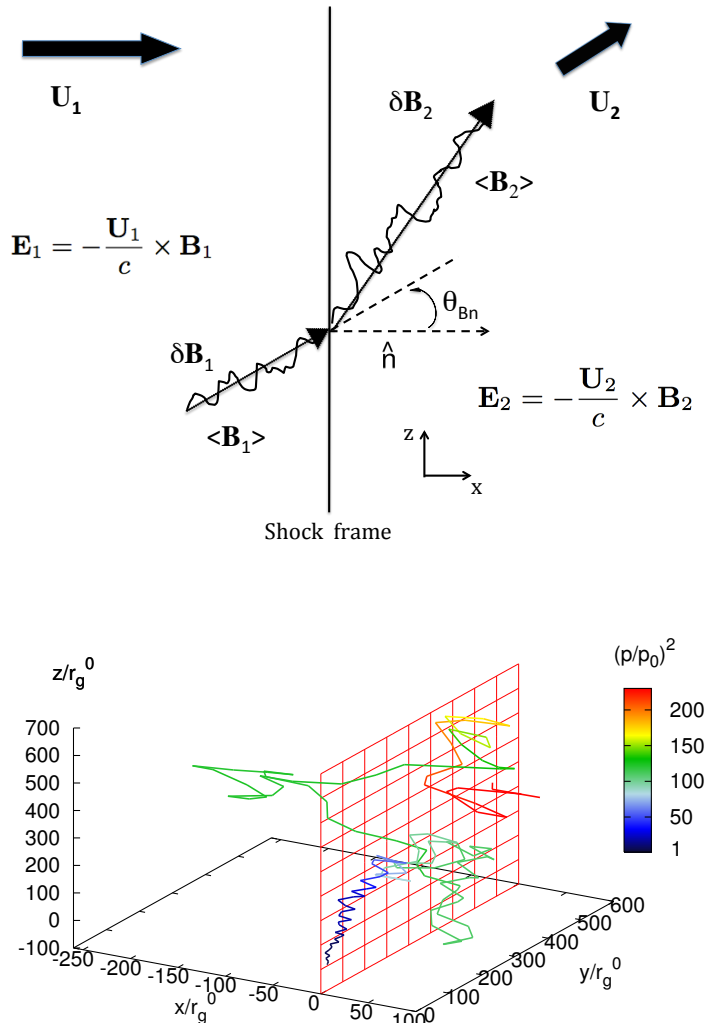 U₁
U₂
δB₂
<B₂>
E₁ = − U₁/c × B₁
θBn
n̂
δB₁
<B₁>
E₂ = − U₂/c × B₂
z
x
Shock frame
z/rg⁰
(p/p₀)²
700
600
500
400
300
200
100
0
-100
200
150
100
50
1
-250
-200
-150
-100
-50
0
50
100
x/rg⁰
0
100
200
300
400
500
600
y/rg⁰